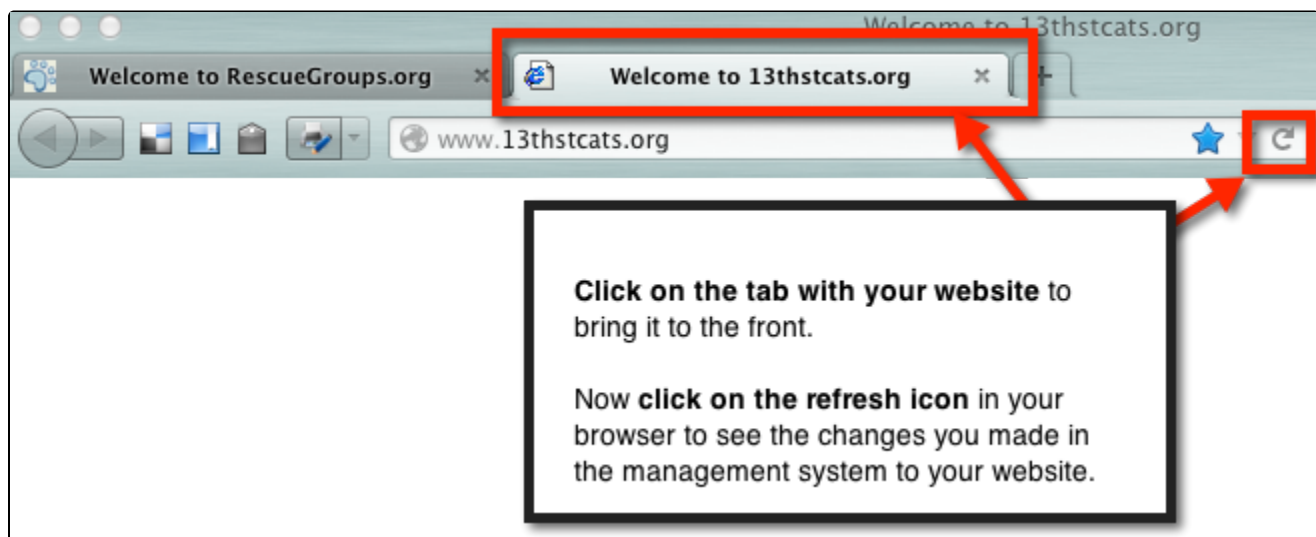 Welcome to 13thstcats.org
Welcome to RescueGroups.org
Welcome to 13thstcats.org
www.13thstcats.org
Click on the tab with your website to
bring it to the front.
Now click on the refresh icon in your
browser to see the changes you made in
the management system to your website.